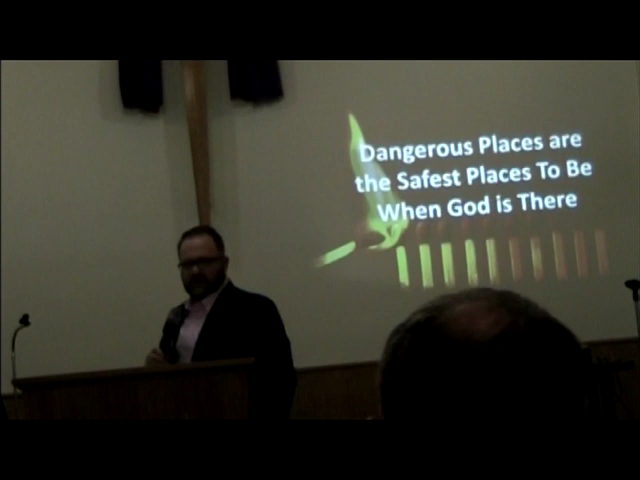 Dangerous Places are
the Safest Places To Be
When God is There